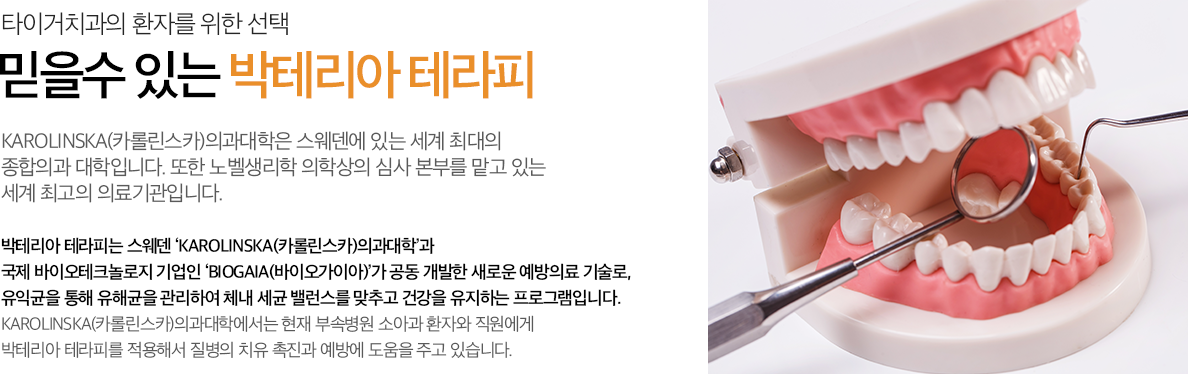 타이거치과의 환자를 위한 선택
믿을수 있는 박테리아 테라피
KAROLINSKA(카롤린스카)의과대학은 스웨덴에 있는 세계 최대의
종합의과 대학입니다. 또한 노벨생리학 의학상의 심사 본부를 맡고 있는
세계 최고의 의료기관입니다.
박테리아 테라피는 스웨덴 ‘KAROLINSKA(카롤린스카)의과대학’과
국제 바이오테크놀로지 기업인 ‘BIOGAIA(바이오가이아)’가 공동 개발한 새로운 예방의료 기술로,
유익균을 통해 유해균을 관리하여 체내 세균 밸런스를 맞추고 건강을 유지하는 프로그램입니다.
KAROLINSKA(카롤린스카)의과대학에서는 현재 부속병원 소아과 환자와 직원에게
박테리아 테라피를 적용해서 질병의 치유 촉진과 예방에 도움을 주고 있습니다.